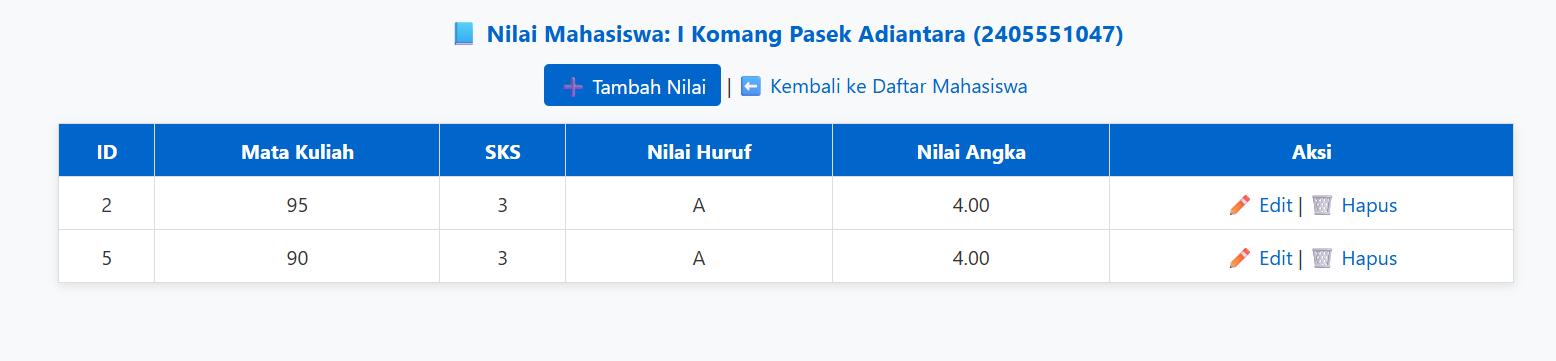 Nilai Mahasiswa: I Komang Pasek Adiantara (2405551047)
Tambah Nilai | Kembali ke Daftar Mahasiswa
ID Mata Kuliah SKS Nilai Huruf Nilai Angka Aksi
2 95 3 A 4.00 Edit | Hapus
5 90 3 A 4.00 Edit | Hapus